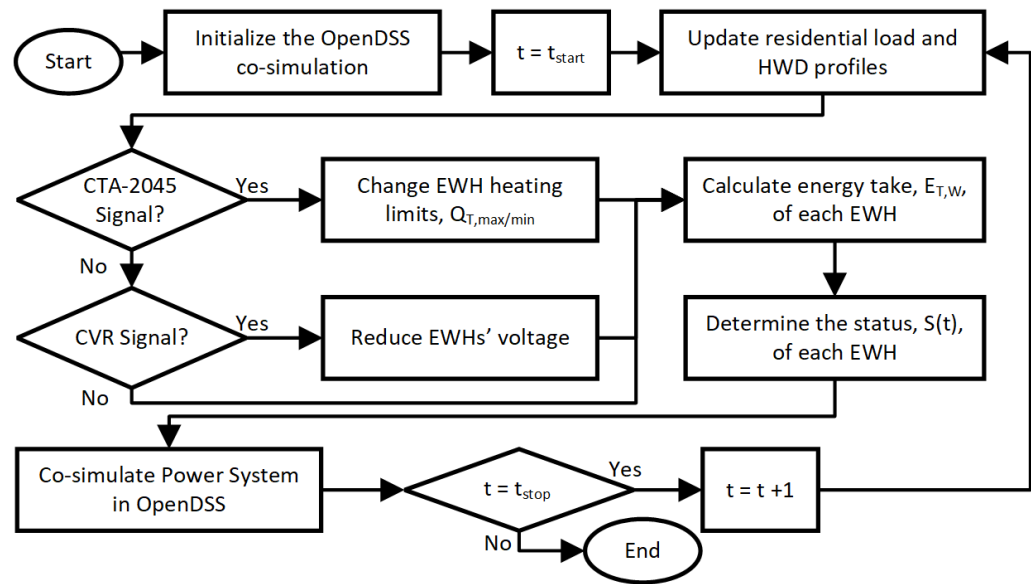 Start
Initialize the OpenDSS
co-simulation
t = tstart
Update residential load and
HWD profiles
CTA-2045
Signal?
Yes
Change EWH heating
limits, QT,max/min
Calculate energy take, ET,W,
of each EWH
No
CVR Signal?
Yes
Reduce EWHs’ voltage
Determine the status, S(t),
of each EWH
No
Co-simulate Power System
in OpenDSS
t = tstop
Yes
t = t +1
No
End